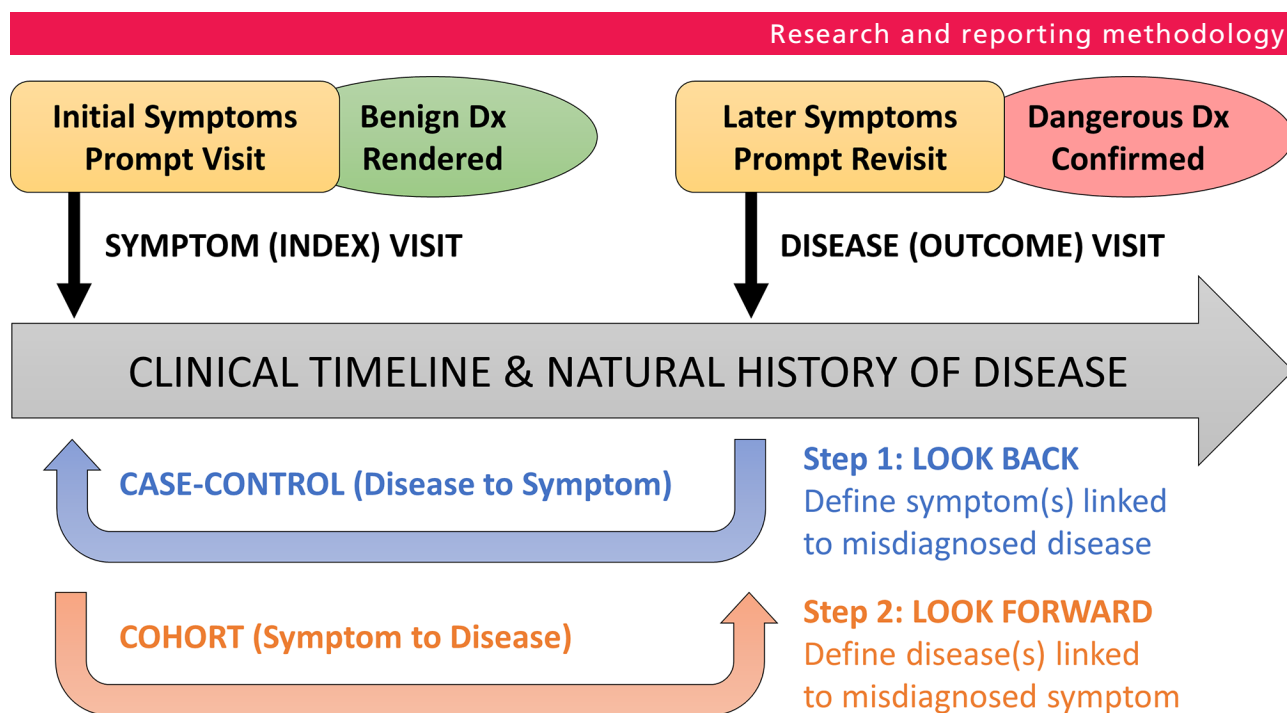 Research and reporting methodology
Initial Symptoms
Prompt Visit
Benign Dx
Rendered
Later Symptoms
Prompt Revisit
Dangerous Dx
Confirmed
SYMPTOM (INDEX) VISIT
DISEASE (OUTCOME) VISIT
CLINICAL TIMELINE & NATURAL HISTORY OF DISEASE
CASE-CONTROL (Disease to Symptom)
Step 1: LOOK BACK
Define symptom(s) linked
to misdiagnosed disease
COHORT (Symptom to Disease)
Step 2: LOOK FORWARD
Define disease(s) linked
to misdiagnosed symptom